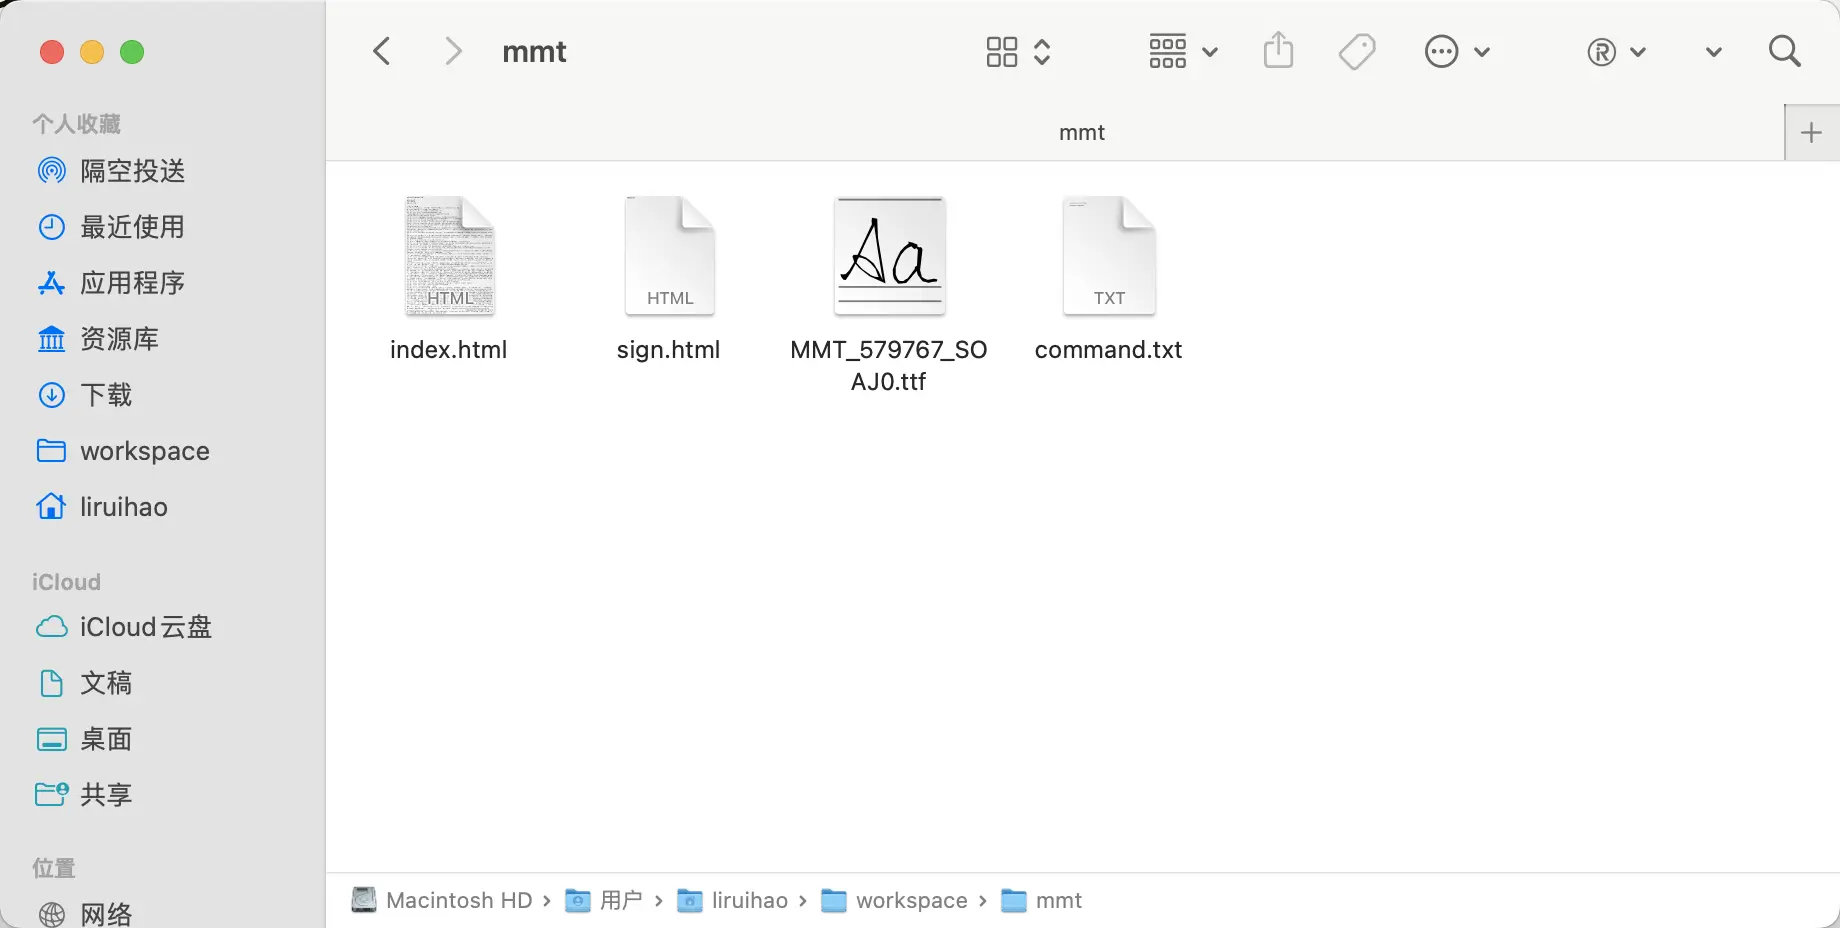 mmt
mmt
个人收藏
隔空投送
最近使用
应用程序
资源库
下载
workspace
liruihao
iCloud
iCloud云盘
文稿
桌面
共享
位置
网络
HTML
index.html
HTML
sign.html
Aa
MMT_579767_SO
AJ0.ttf
TXT
command.txt
Macintosh HD › 用户 › liruihao › workspace › mmt